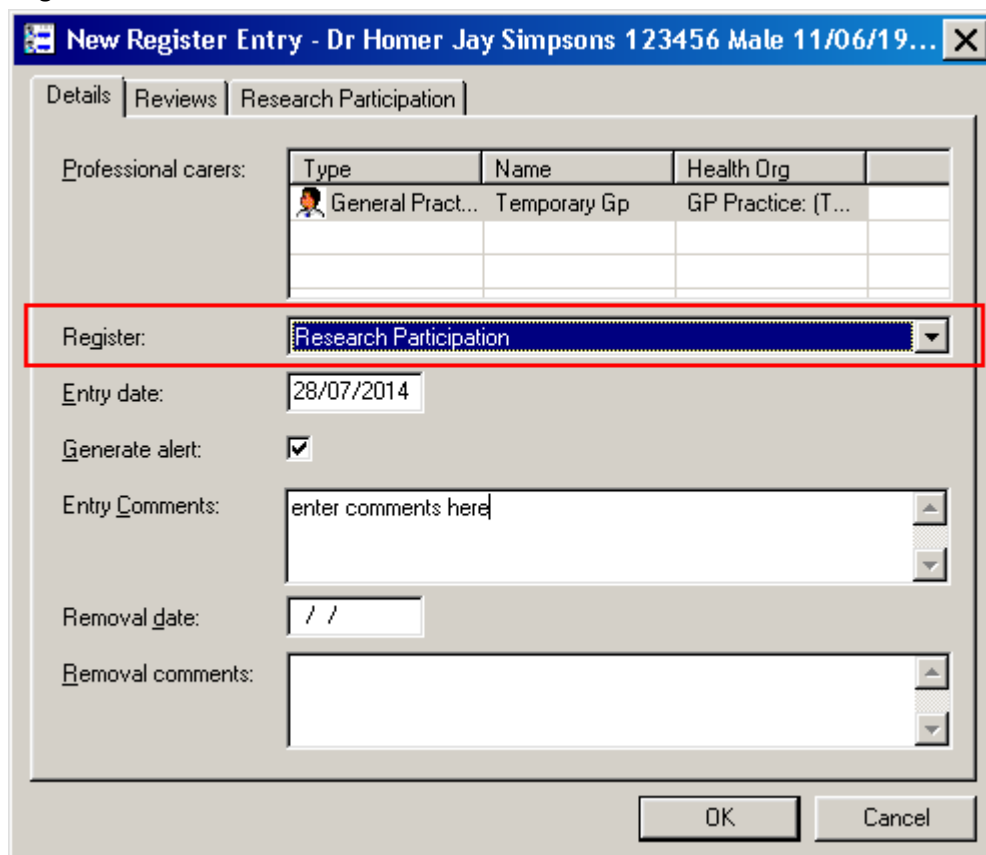 New Register Entry - Dr Homer Jay Simpsons 123456 Male 11/06/19...
Details Reviews Research Participation
Professional carers: Type Name Health Org
General Pract... Temporary Gp GP Practice: (T...
Register: Research Participation
Entry date: 28/07/2014
Generate alert:
Entry Comments: enter comments here
Removal date: / /
Removal comments:
OK Cancel